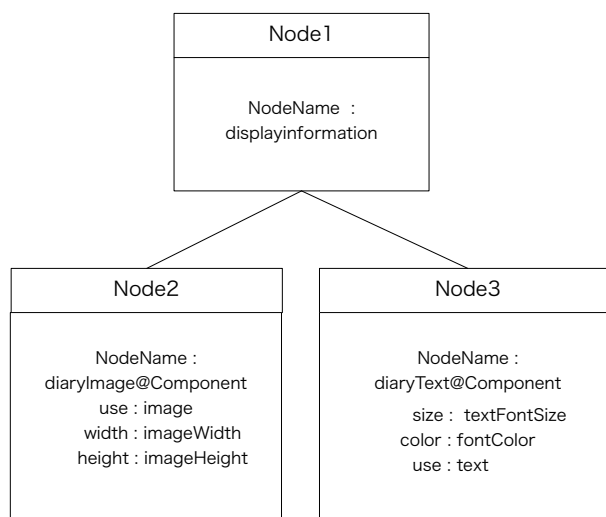 Node1
NodeName :
displayinformation
Node2
NodeName :
diaryImage@Component
use : image
width : imageWidth
height : imageHeight
Node3
NodeName :
diaryText@Component
size : textFontSize
color : fontColor
use : text